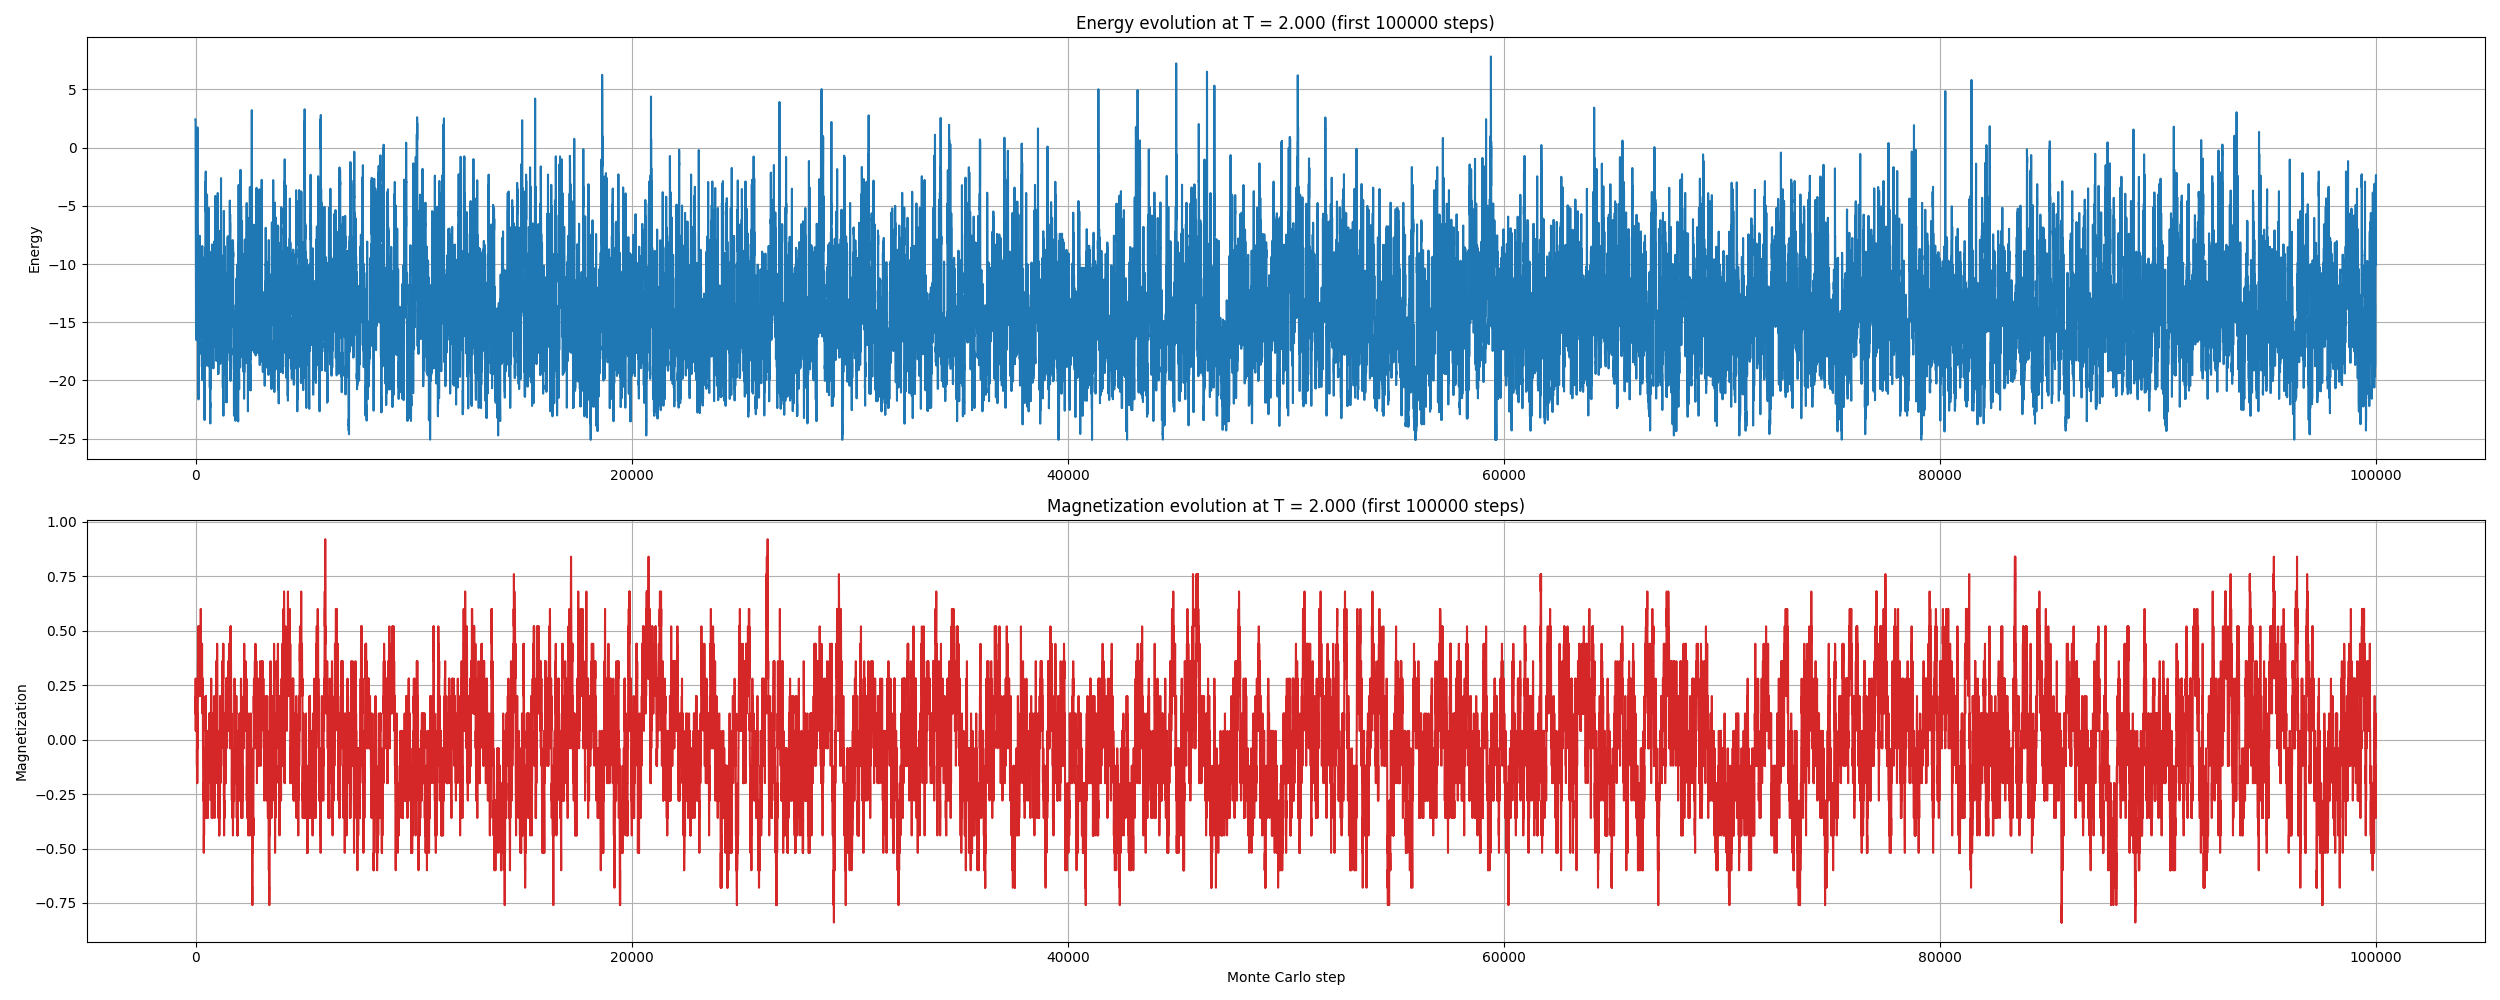 Energy evolution at T = 2.000 (first 100000 steps)
5
0
−5
−10
−15
−20
−25
Energy
0 20000 40000 60000 80000 100000
Magnetization evolution at T = 2.000 (first 100000 steps)
1.00
0.75
0.50
0.25
0.00
−0.25
−0.50
−0.75
Magnetization
0 20000 40000 60000 80000 100000
Monte Carlo step